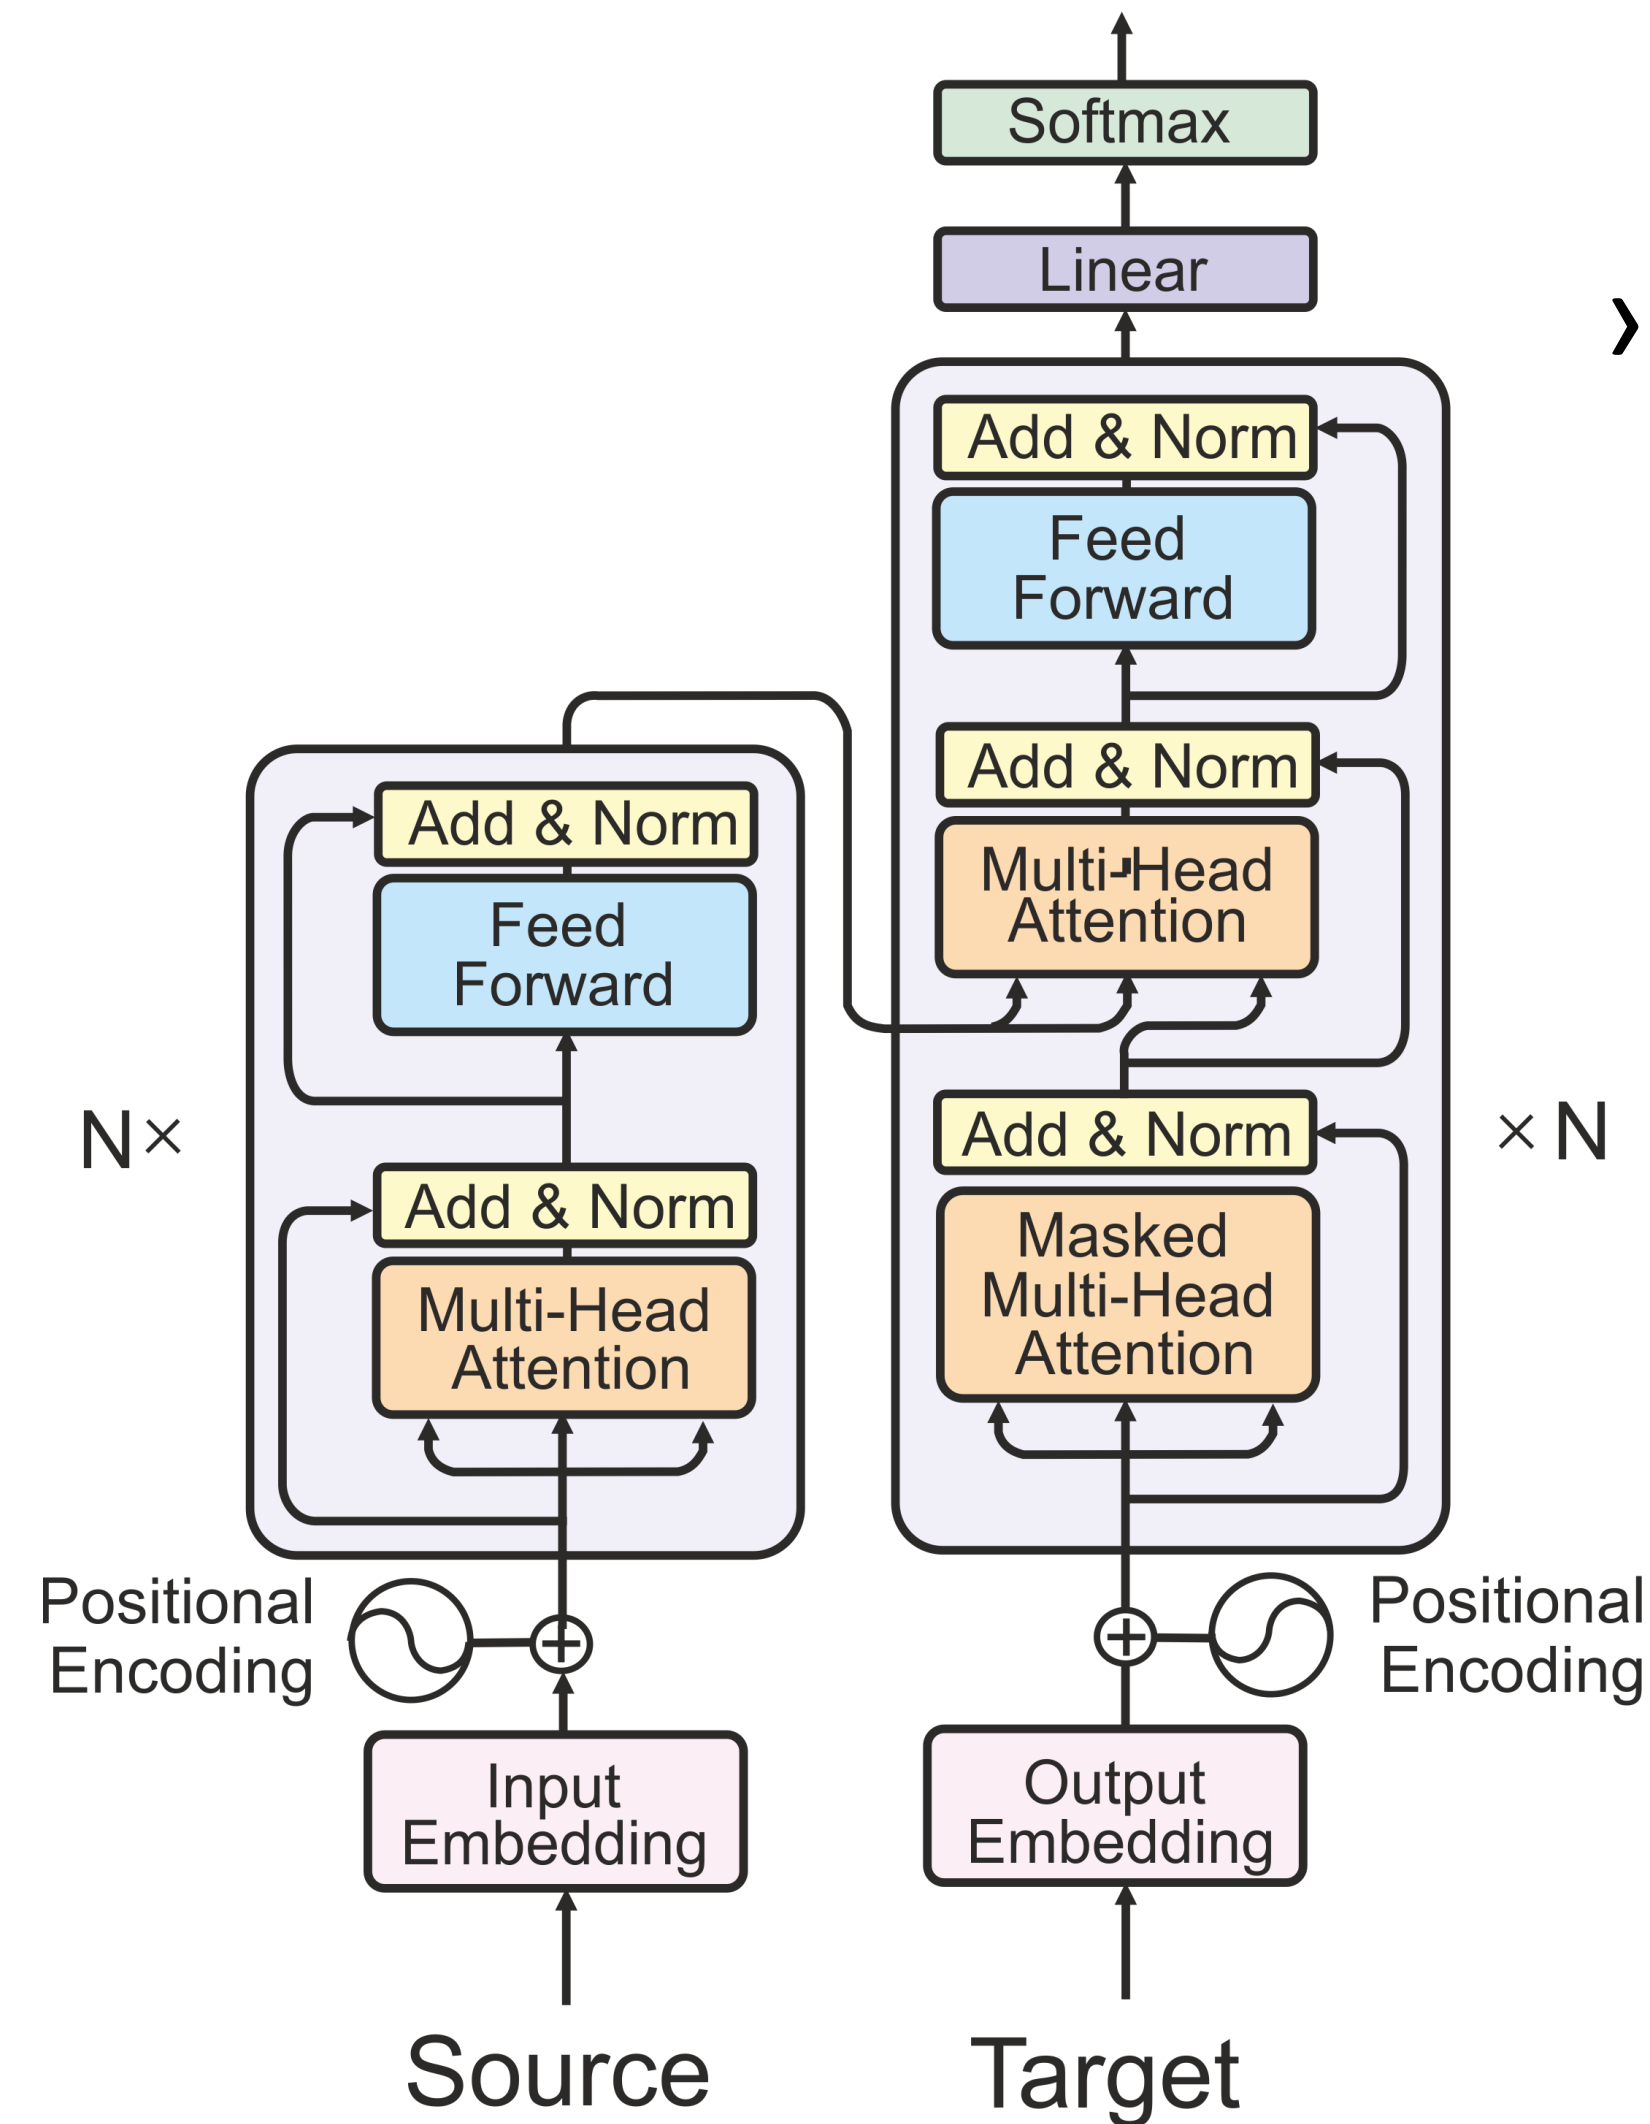 Softmax
Linear
Add & Norm
Feed
Forward
Add & Norm
Multi-Head
Attention
Add & Norm
Masked
Multi-Head
Attention
× N
Add & Norm
Feed
Forward
Add & Norm
Multi-Head
Attention
N×
Positional
Encoding
Positional
Encoding
Input
Embedding
Output
Embedding
Source
Target